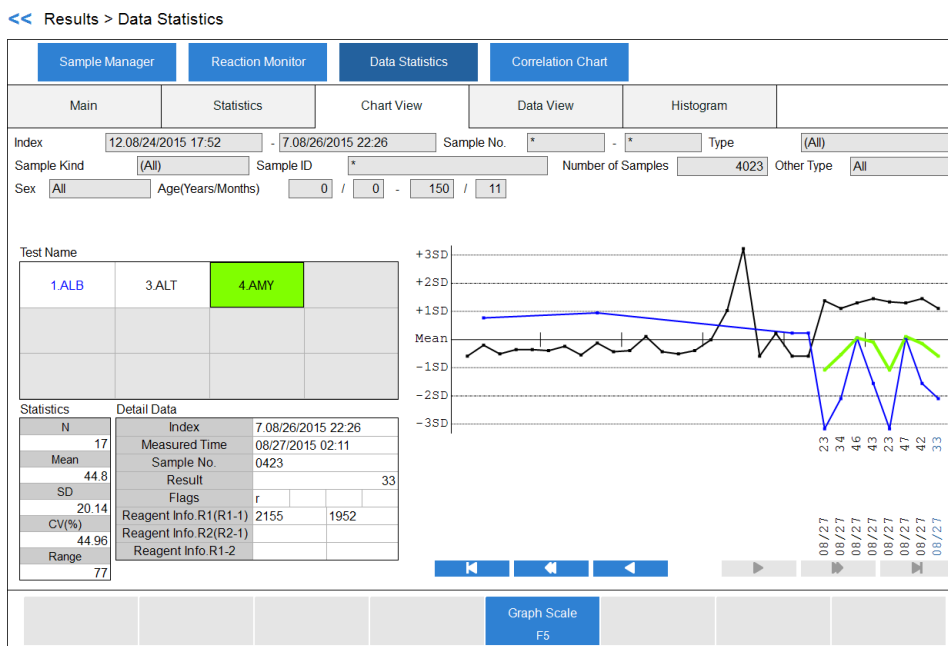 << Results > Data Statistics
Sample Manager Reaction Monitor Data Statistics Correlation Chart
Main Statistics Chart View Data View Histogram
Index 12.08/24/2015 17:52 - 7.08/26/2015 22:26 Sample No. * - * Type (All)
Sample Kind (All) Sample ID * Number of Samples 4023 Other Type All
Sex All Age(Years/Months) 0 / 0 - 150 / 11
Test Name
1.ALB 3.ALT 4.AMY
+3SD
+2SD
+1SD
Mean
-1SD
-2SD
-3SD
23 34 46 43 23 47 42 33
08/27 08/27 08/27 08/27 08/27 08/27 08/27 08/27
Statistics
N
17
Mean
44.8
SD
20.14
CV(%)
44.96
Range
77
Detail Data
Index 7.08/26/2015 22:26
Measured Time 08/27/2015 02:11
Sample No. 0423
Result 33
Flags r
Reagent Info.R1(R1-1) 2155 1952
Reagent Info.R2(R2-1)
Reagent Info.R1-2
Graph Scale
F5